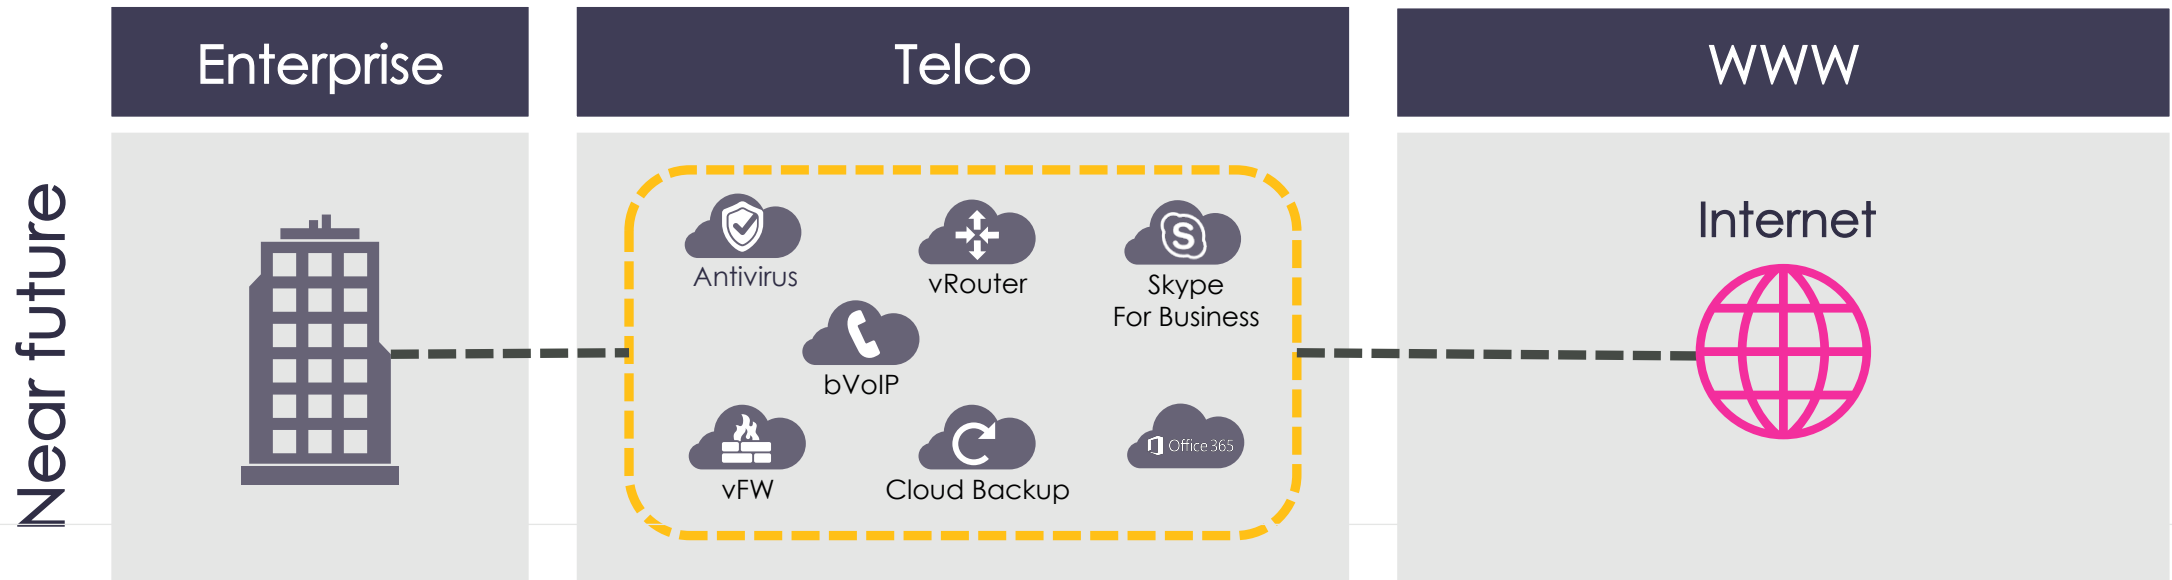 Enterprise
Telco
WWW
Near future
Antivirus
vRouter
Skype
For Business
bVoIP
vFW
Cloud Backup
Office 365
Internet